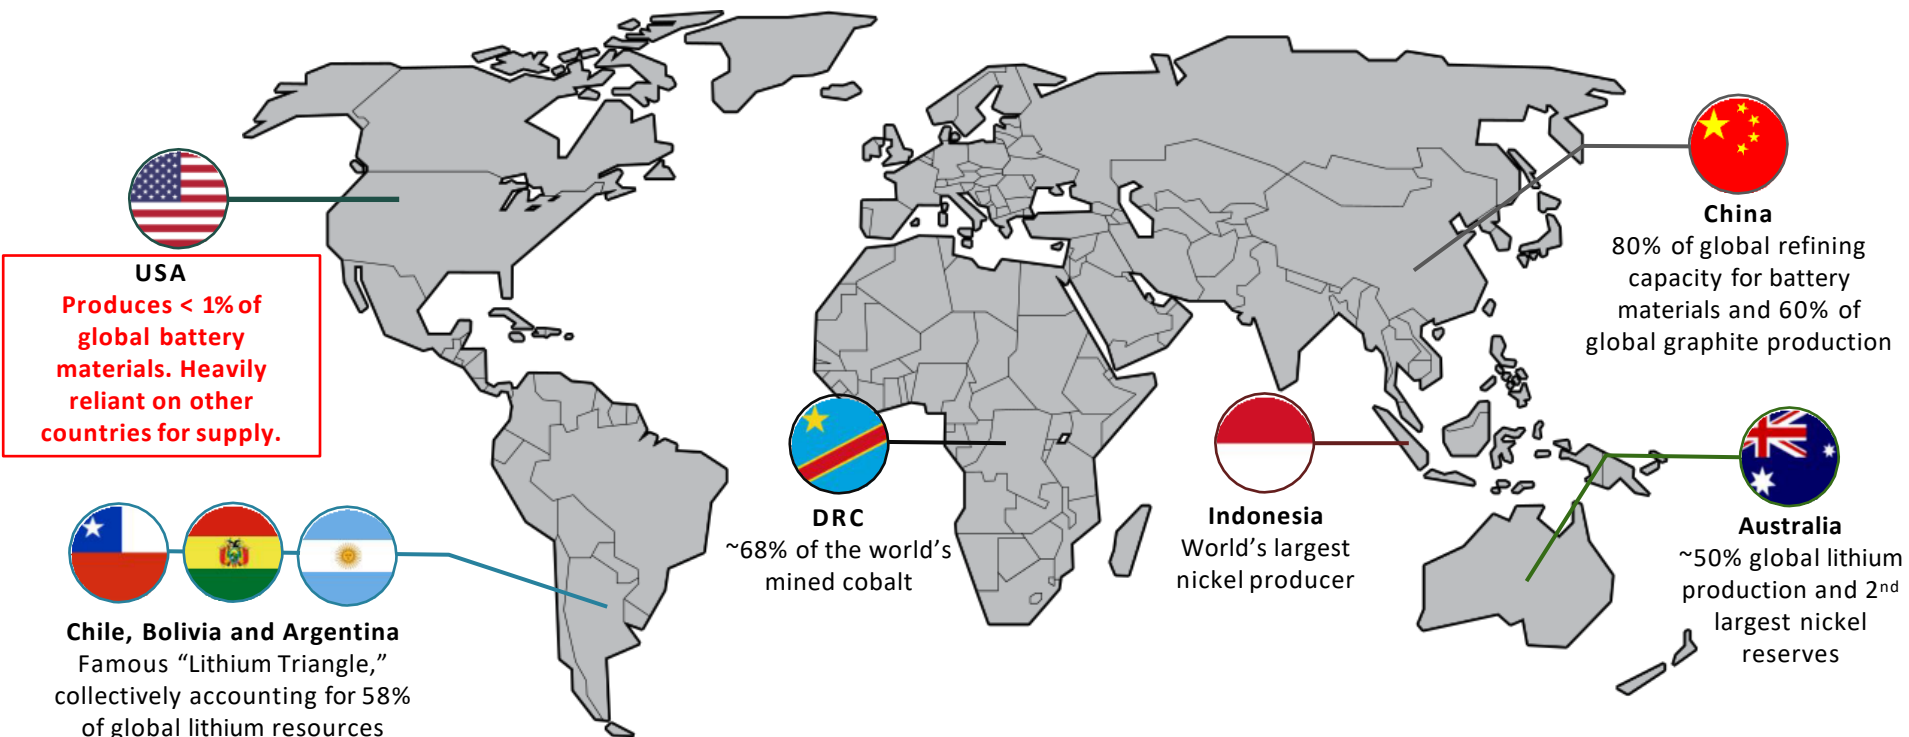 USA
Produces < 1% of
global battery
materials. Heavily
reliant on other
countries for supply.
Chile, Bolivia and Argentina
Famous “Lithium Triangle,”
collectively accounting for 58%
of global lithium resources
DRC
~68% of the world’s
mined cobalt
Indonesia
World’s largest
nickel producer
China
80% of global refining
capacity for battery
materials and 60% of
global graphite production
Australia
~50% global lithium
production and 2nd
largest nickel
reserves